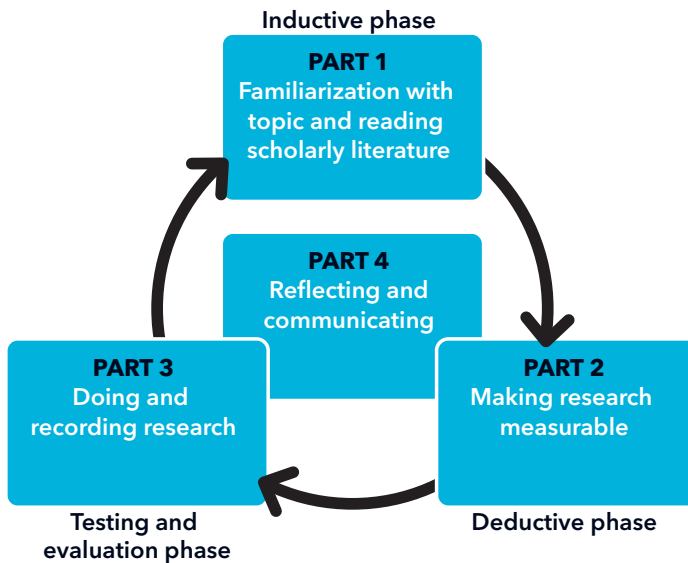 Inductive phase
PART 1
Familiarization with
topic and reading
scholarly literature
PART 4
Reflecting and
communicating
PART 3
Doing and
recording research
PART 2
Making research
measurable
Testing and
evaluation phase
Deductive phase